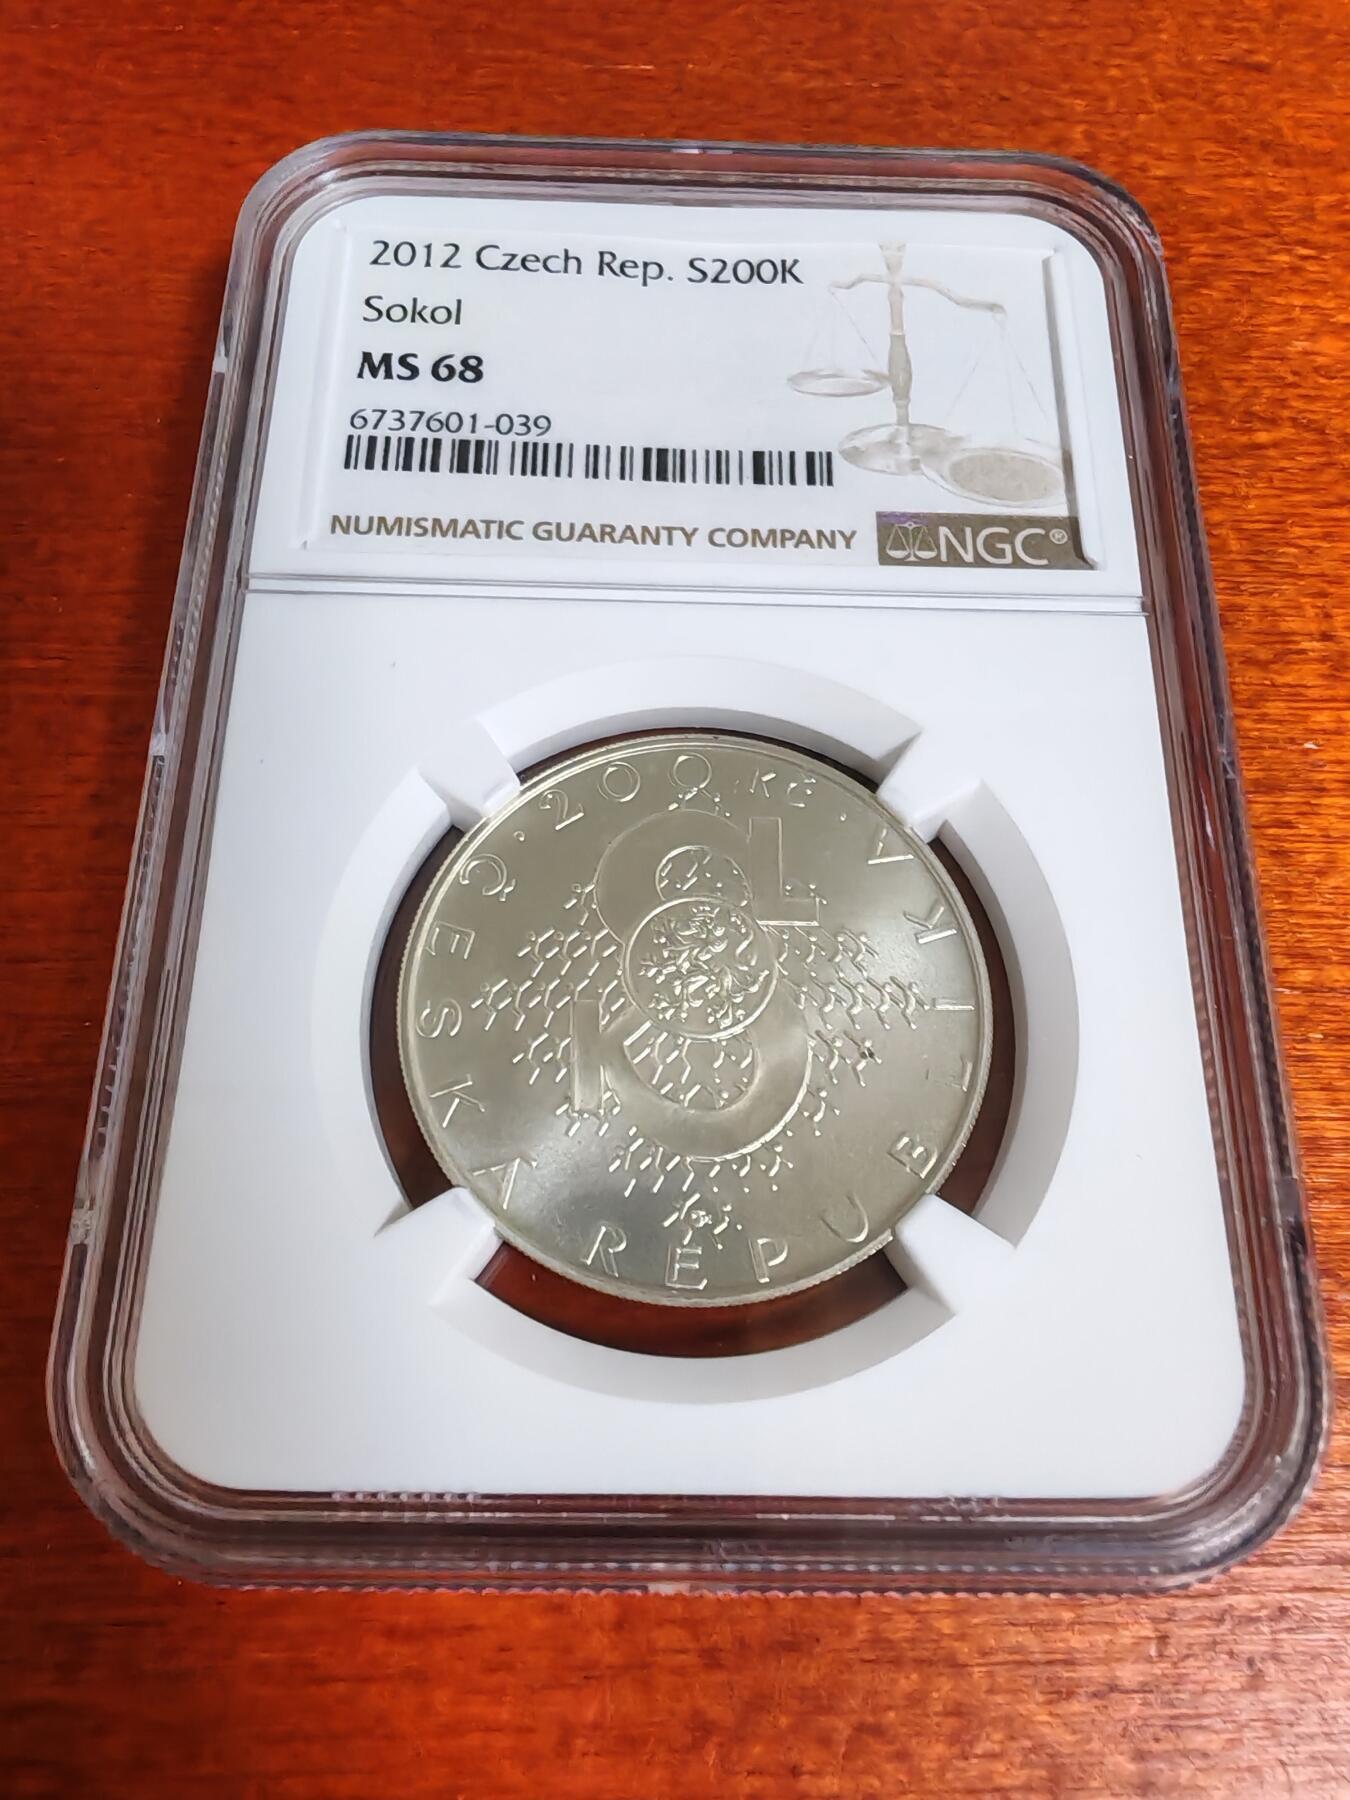 2012 Czech Rep. S200K
Sokol
MS 68
6737601-039
NUMISMATIC GUARANTY COMPANY
NGC®
ČESKÁ REPUBLIKA · 200 KČ ·